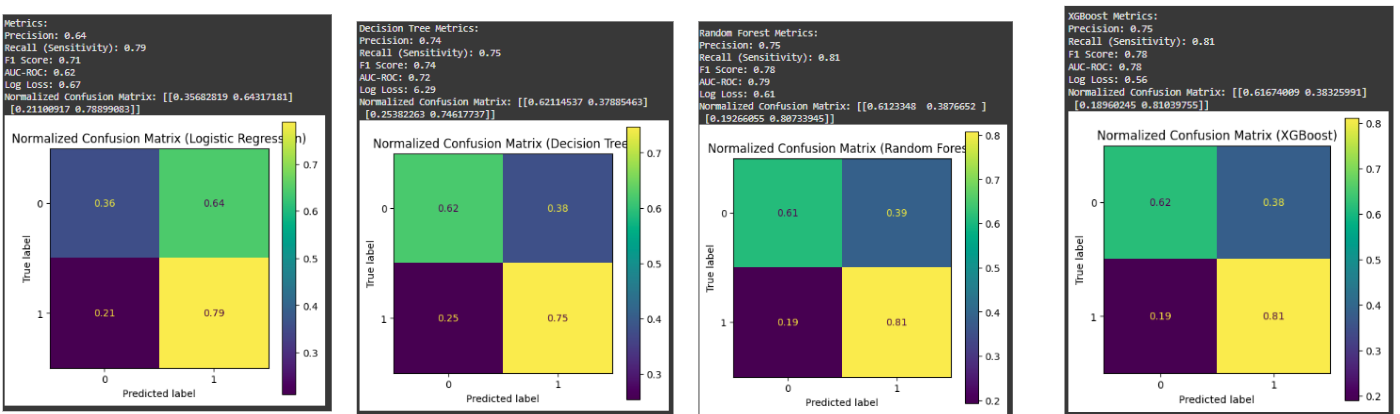 Metrics:
Precision: 0.64
Recall (Sensitivity): 0.79
F1 Score: 0.71
AUC-ROC: 0.62
Log Loss: 0.67
Normalized Confusion Matrix: [[0.35682819 0.64317181]
[0.21100917 0.78899083]]
Normalized Confusion Matrix (Logistic Regression)
0
1
True label
0.36
0.64
0.21
0.79
0
1
Predicted label
0.7
0.6
0.5
0.4
0.3
Decision Tree Metrics:
Precision: 0.74
Recall (Sensitivity): 0.75
F1 Score: 0.74
AUC-ROC: 0.72
Log Loss: 6.29
Normalized Confusion Matrix: [[0.62114537 0.37885463]
[0.25382263 0.74617737]]
Normalized Confusion Matrix (Decision Tree
0
1
True label
0.62
0.38
0.25
0.75
0
1
Predicted label
0.7
0.6
0.5
0.4
0.3
Random Forest Metrics:
Precision: 0.75
Recall (Sensitivity): 0.81
F1 Score: 0.78
AUC-ROC: 0.79
Log Loss: 0.61
Normalized Confusion Matrix: [[0.6123348 0.3876652 ]
[0.19266055 0.80733945]]
Normalized Confusion Matrix (Random Fores
0
1
True label
0.61
0.39
0.19
0.81
0
1
Predicted label
0.8
0.7
0.6
0.5
0.4
0.3
0.2
XGBoost Metrics:
Precision: 0.75
Recall (Sensitivity): 0.81
F1 Score: 0.78
AUC-ROC: 0.78
Log Loss: 0.56
Normalized Confusion Matrix: [[0.61674009 0.38325991]
[0.18960245 0.81039755]]
Normalized Confusion Matrix (XGBoost)
0
1
True label
0.62
0.38
0.19
0.81
0
1
Predicted label
0.8
0.7
0.6
0.5
0.4
0.3
0.2